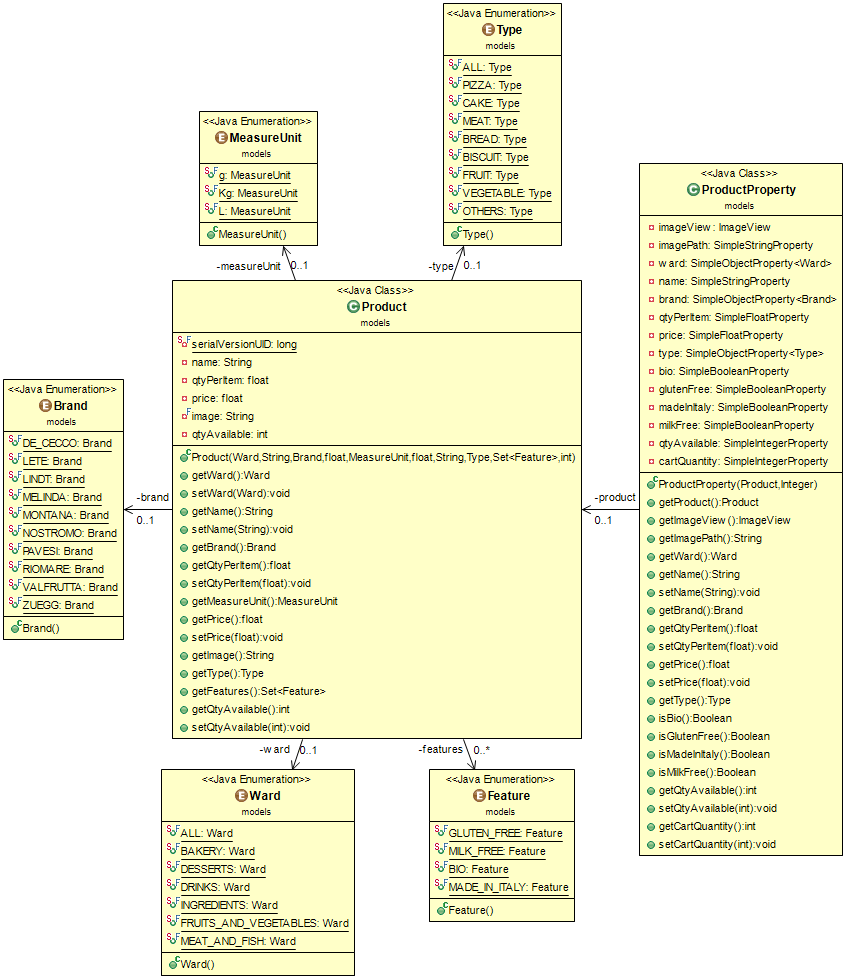 <<Java Enumeration>>
Type
models
ALL: Type
PIZZA: Type
CAKE: Type
MEAT: Type
BREAD: Type
BISCUIT: Type
FRUIT: Type
VEGETABLE: Type
OTHERS: Type
Type()
<<Java Enumeration>>
MeasureUnit
models
g: MeasureUnit
Kg: MeasureUnit
L: MeasureUnit
MeasureUnit()
-measureUnit 0..1
-type 0..1
<<Java Class>>
Product
models
serialVersionUID: long
name: String
qtyPerItem: float
price: float
image: String
qtyAvailable: int
Product(Ward,String,Brand,float,MeasureUnit,float,String,Type,Set<Feature>,int)
getWard():Ward
setWard(Ward):void
getName():String
setName(String):void
getBrand():Brand
getQtyPerItem():float
setQtyPerItem(float):void
getMeasureUnit():MeasureUnit
getPrice():float
setPrice(float):void
getImage():String
getType():Type
getFeatures():Set<Feature>
getQtyAvailable():int
setQtyAvailable(int):void
<<Java Enumeration>>
Brand
models
DE_CECCO: Brand
LETE: Brand
LINDT: Brand
MELINDA: Brand
MONTANA: Brand
NOSTROMO: Brand
PAVESI: Brand
RIOMARE: Brand
VALFRUTTA: Brand
ZUEGG: Brand
Brand()
-brand
0..1
-product
0..1
<<Java Class>>
ProductProperty
models
imageView: ImageView
imagePath: SimpleStringProperty
ward: SimpleObjectProperty<Ward>
name: SimpleStringProperty
brand: SimpleObjectProperty<Brand>
qtyPerItem: SimpleFloatProperty
price: SimpleFloatProperty
type: SimpleObjectProperty<Type>
bio: SimpleBooleanProperty
glutenFree: SimpleBooleanProperty
madeInItaly: SimpleBooleanProperty
milkFree: SimpleBooleanProperty
qtyAvailable: SimpleIntegerProperty
cartQuantity: SimpleIntegerProperty
ProductProperty(Product,Integer)
getProduct():Product
getImageView():ImageView
getImagePath():String
getWard():Ward
getName():String
setName(String):void
getBrand():Brand
getQtyPerItem():float
setQtyPerItem(float):void
getPrice():float
setPrice(float):void
getType():Type
isBio():Boolean
isGlutenFree():Boolean
isMadeInItaly():Boolean
isMilkFree():Boolean
getQtyAvailable():int
setQtyAvailable(int):void
getCartQuantity():int
setCartQuantity(int):void
-ward 0..1
-features 0..*
<<Java Enumeration>>
Ward
models
ALL: Ward
BAKERY: Ward
DESSERTS: Ward
DRINKS: Ward
INGREDIENTS: Ward
FRUITS_AND_VEGETABLES: Ward
MEAT_AND_FISH: Ward
Ward()
<<Java Enumeration>>
Feature
models
GLUTEN_FREE: Feature
MILK_FREE: Feature
BIO: Feature
MADE_IN_ITALY: Feature
Feature()